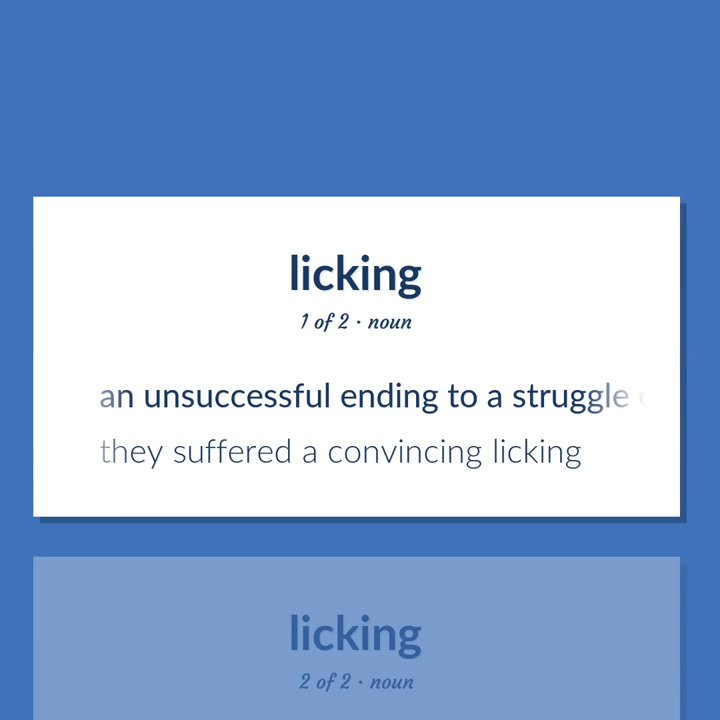 licking
1 of 2 · noun
an unsuccessful ending to a struggle
they suffered a convincing licking
licking
2 of 2 · noun